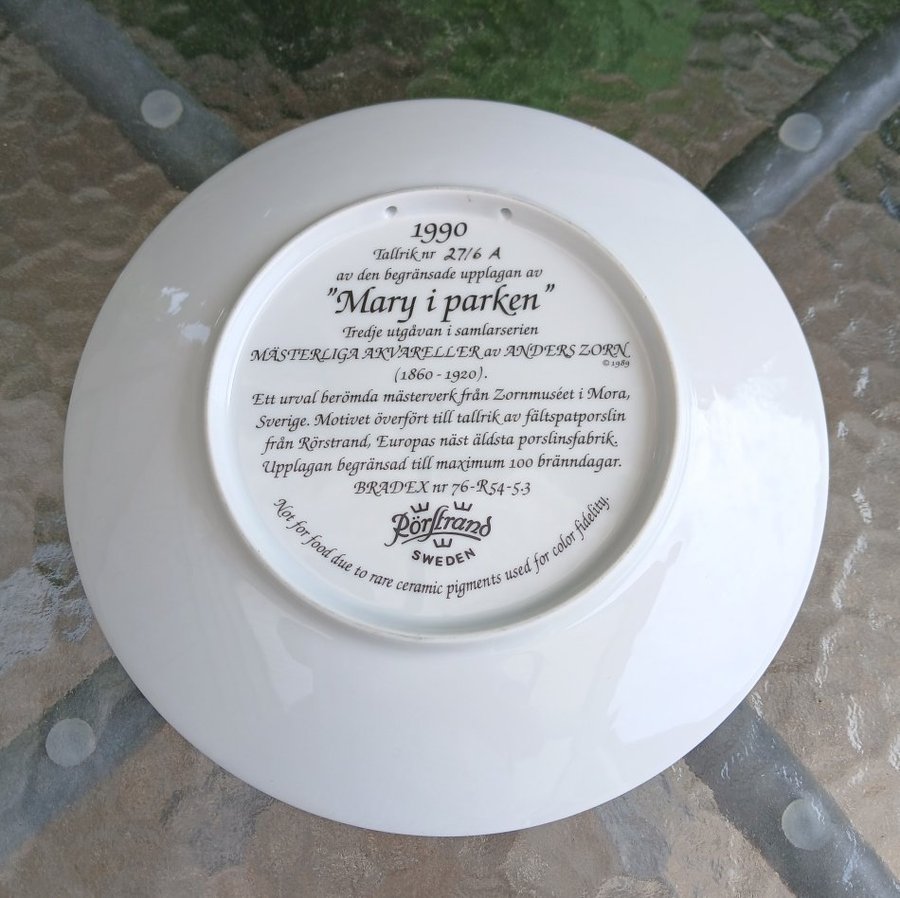 1990
Tallrik nr 27/6 A
av den begränsade upplagan av
"Mary i parken"
Tredje utgåvan i samlarserien
MÄSTERLIGA AKVARELLER av ANDERS ZORN
© 1989
(1860 - 1920).
Ett urval berömda mästerverk från Zornmuséet i Mora,
Sverige. Motivet överfört till tallrik av fältspatporslin
från Rörstrand, Europas näst äldsta porslinsfabrik.
Upplagan begränsad till maximum 100 bränndagar.
BRADEX nr 76-R54-5.3
Rörstrand
SWEDEN
Not for food due to rare ceramic pigments used for color fidelity.